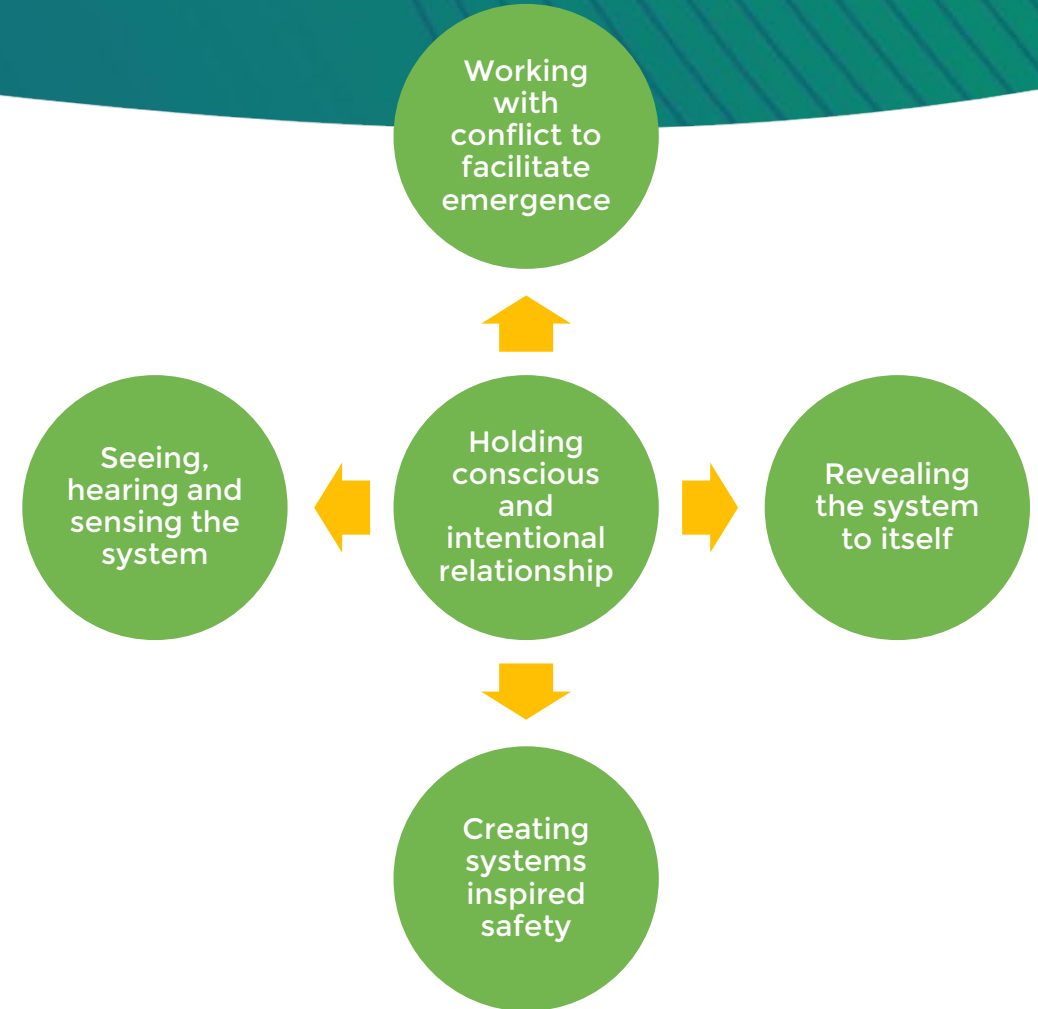 Working
with
conflict to
facilitate
emergence
Seeing,
hearing and
sensing the
system
Holding
conscious
and
intentional
relationship
Revealing
the system
to itself
Creating
systems
inspired
safety